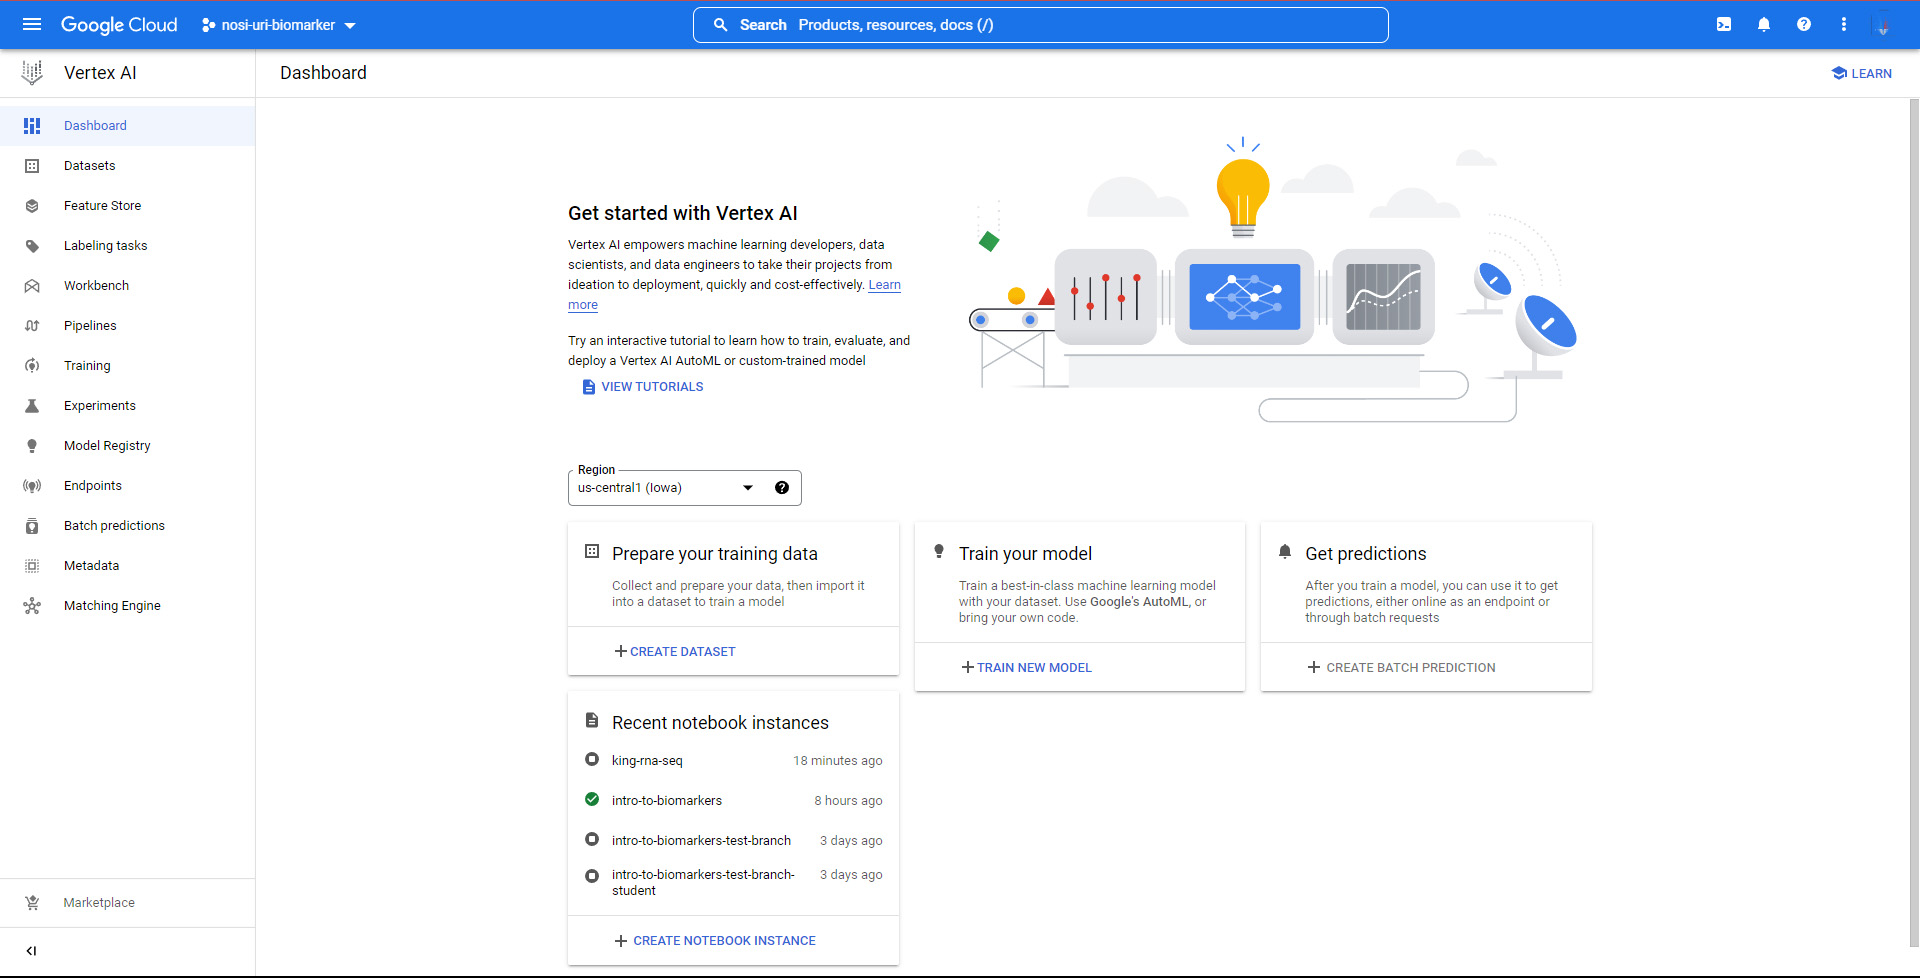 Google Cloud
nosi-uri-biomarker
Search Products, resources, docs (/)
Vertex AI
Dashboard
LEARN
Dashboard
Datasets
Feature Store
Labeling tasks
Workbench
Pipelines
Training
Experiments
Model Registry
Endpoints
Batch predictions
Metadata
Matching Engine
Marketplace
Get started with Vertex AI
Vertex AI empowers machine learning developers, data
scientists, and data engineers to take their projects from
ideation to deployment, quickly and cost-effectively. Learn
more
Try an interactive tutorial to learn how to train, evaluate, and
deploy a Vertex AI AutoML or custom-trained model
VIEW TUTORIALS
Region
us-central1 (Iowa)
Prepare your training data
Collect and prepare your data, then import it
into a dataset to train a model
CREATE DATASET
Train your model
Train a best-in-class machine learning model
with your dataset. Use Google's AutoML, or
bring your own code.
TRAIN NEW MODEL
Get predictions
After you train a model, you can use it to get
predictions, either online as an endpoint or
through batch requests
CREATE BATCH PREDICTION
Recent notebook instances
king-rna-seq 18 minutes ago
intro-to-biomarkers 8 hours ago
intro-to-biomarkers-test-branch 3 days ago
intro-to-biomarkers-test-branch- 3 days ago
student
CREATE NOTEBOOK INSTANCE